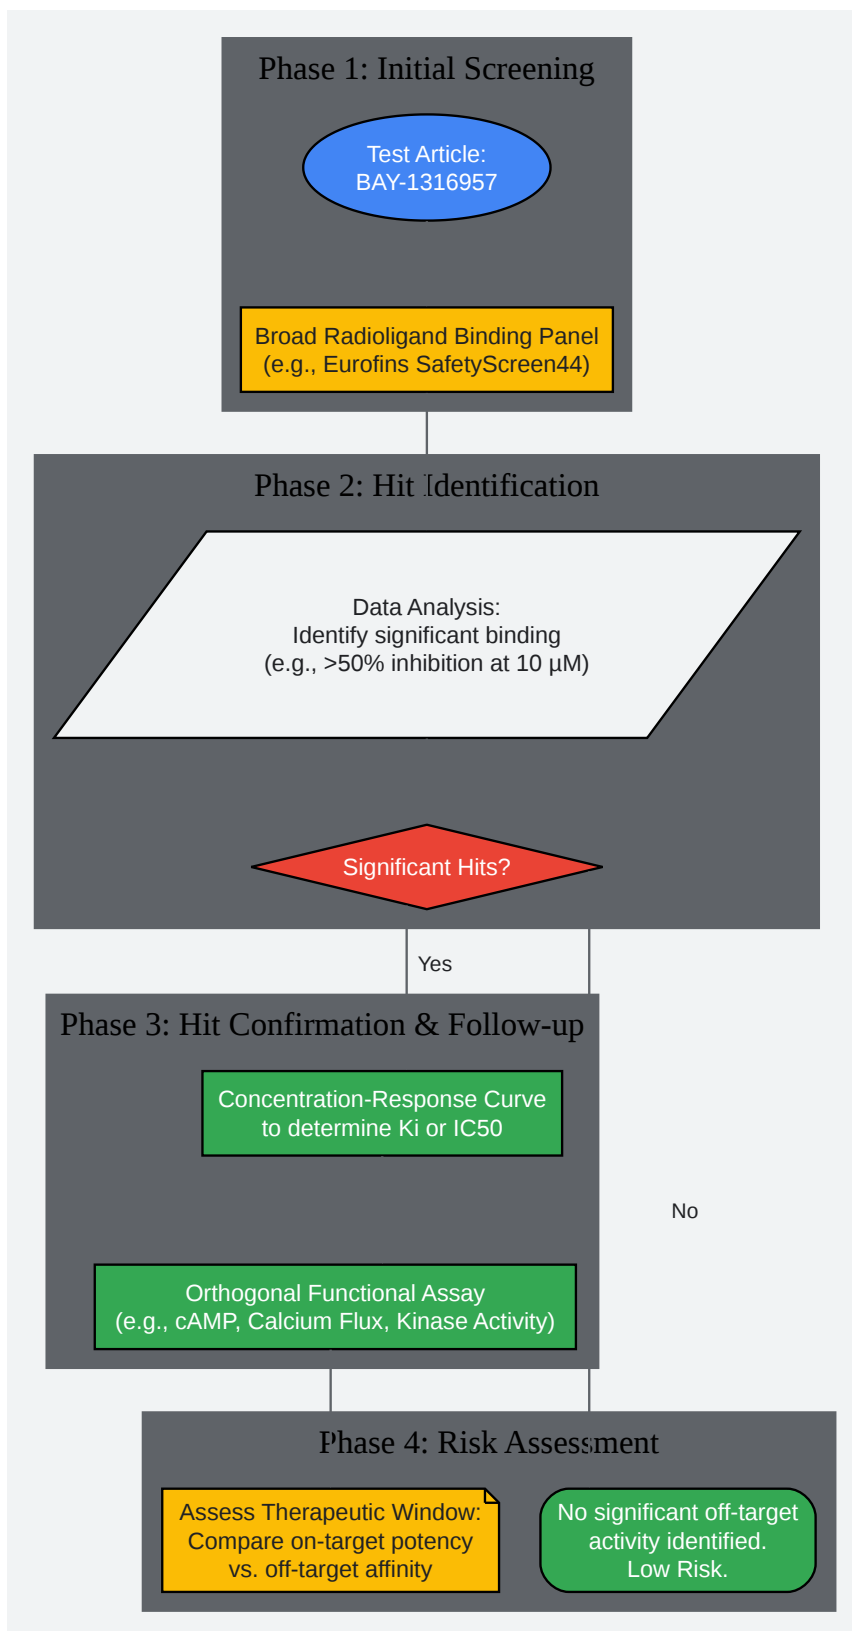 Phase 1: Initial Screening
Test Article:
BAY-1316957
Broad Radioligand Binding Panel
(e.g., Eurofins SafetyScreen44)
Phase 2: Hit Identification
Data Analysis:
Identify significant binding
(e.g., >50% inhibition at 10 µM)
Significant Hits?
Yes
Phase 3: Hit Confirmation & Follow-up
Concentration-Response Curve
to determine Ki or IC50
No
Orthogonal Functional Assay
(e.g., cAMP, Calcium Flux, Kinase Activity)
Phase 4: Risk Assessment
Assess Therapeutic Window:
Compare on-target potency
vs. off-target affinity
No significant off-target
activity identified.
Low Risk.